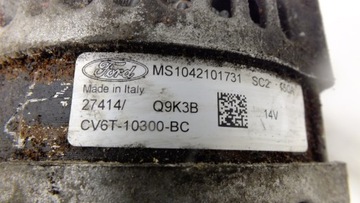 Ford
MS1042101731 SC2
Made in Italy
27414/ Q9K3B
14V
CV6T-10300-BC